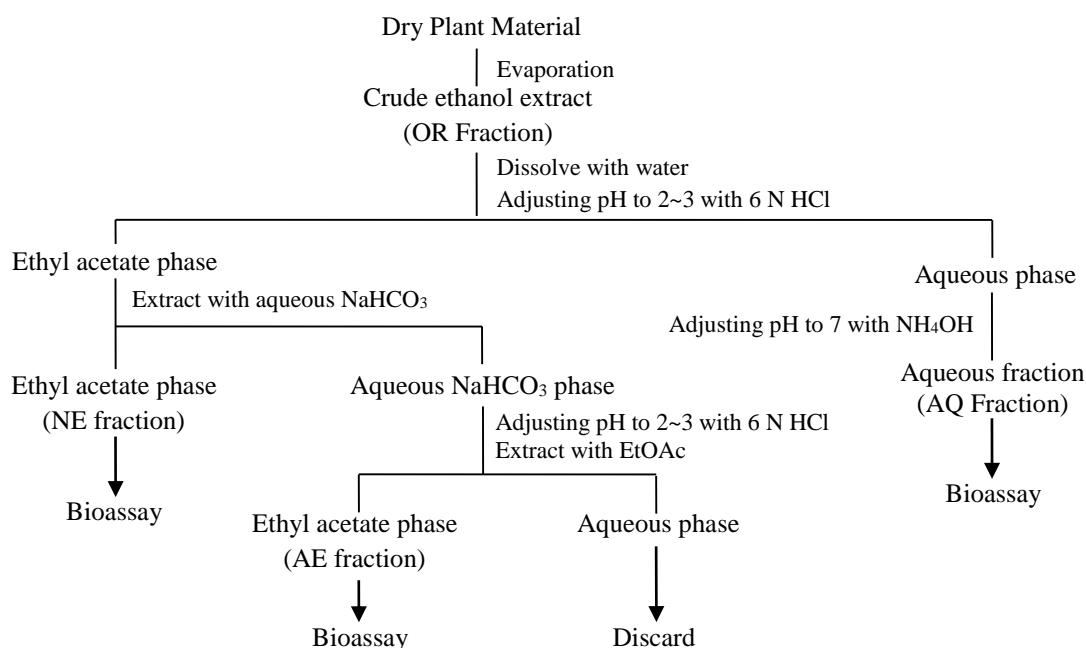 Dry Plant Material
Evaporation
Crude ethanol extract
(OR Fraction)
Dissolve with water
Adjusting pH to 2~3 with 6 N HCl
Ethyl acetate phase
Aqueous phase
Extract with aqueous NaHCO₃
Adjusting pH to 7 with NH₄OH
Ethyl acetate phase
(NE fraction)
Aqueous NaHCO₃ phase
Aqueous fraction
(AQ Fraction)
Adjusting pH to 2~3 with 6 N HCl
Extract with EtOAc
Bioassay
Bioassay
Ethyl acetate phase
(AE fraction)
Aqueous phase
Bioassay
Discard